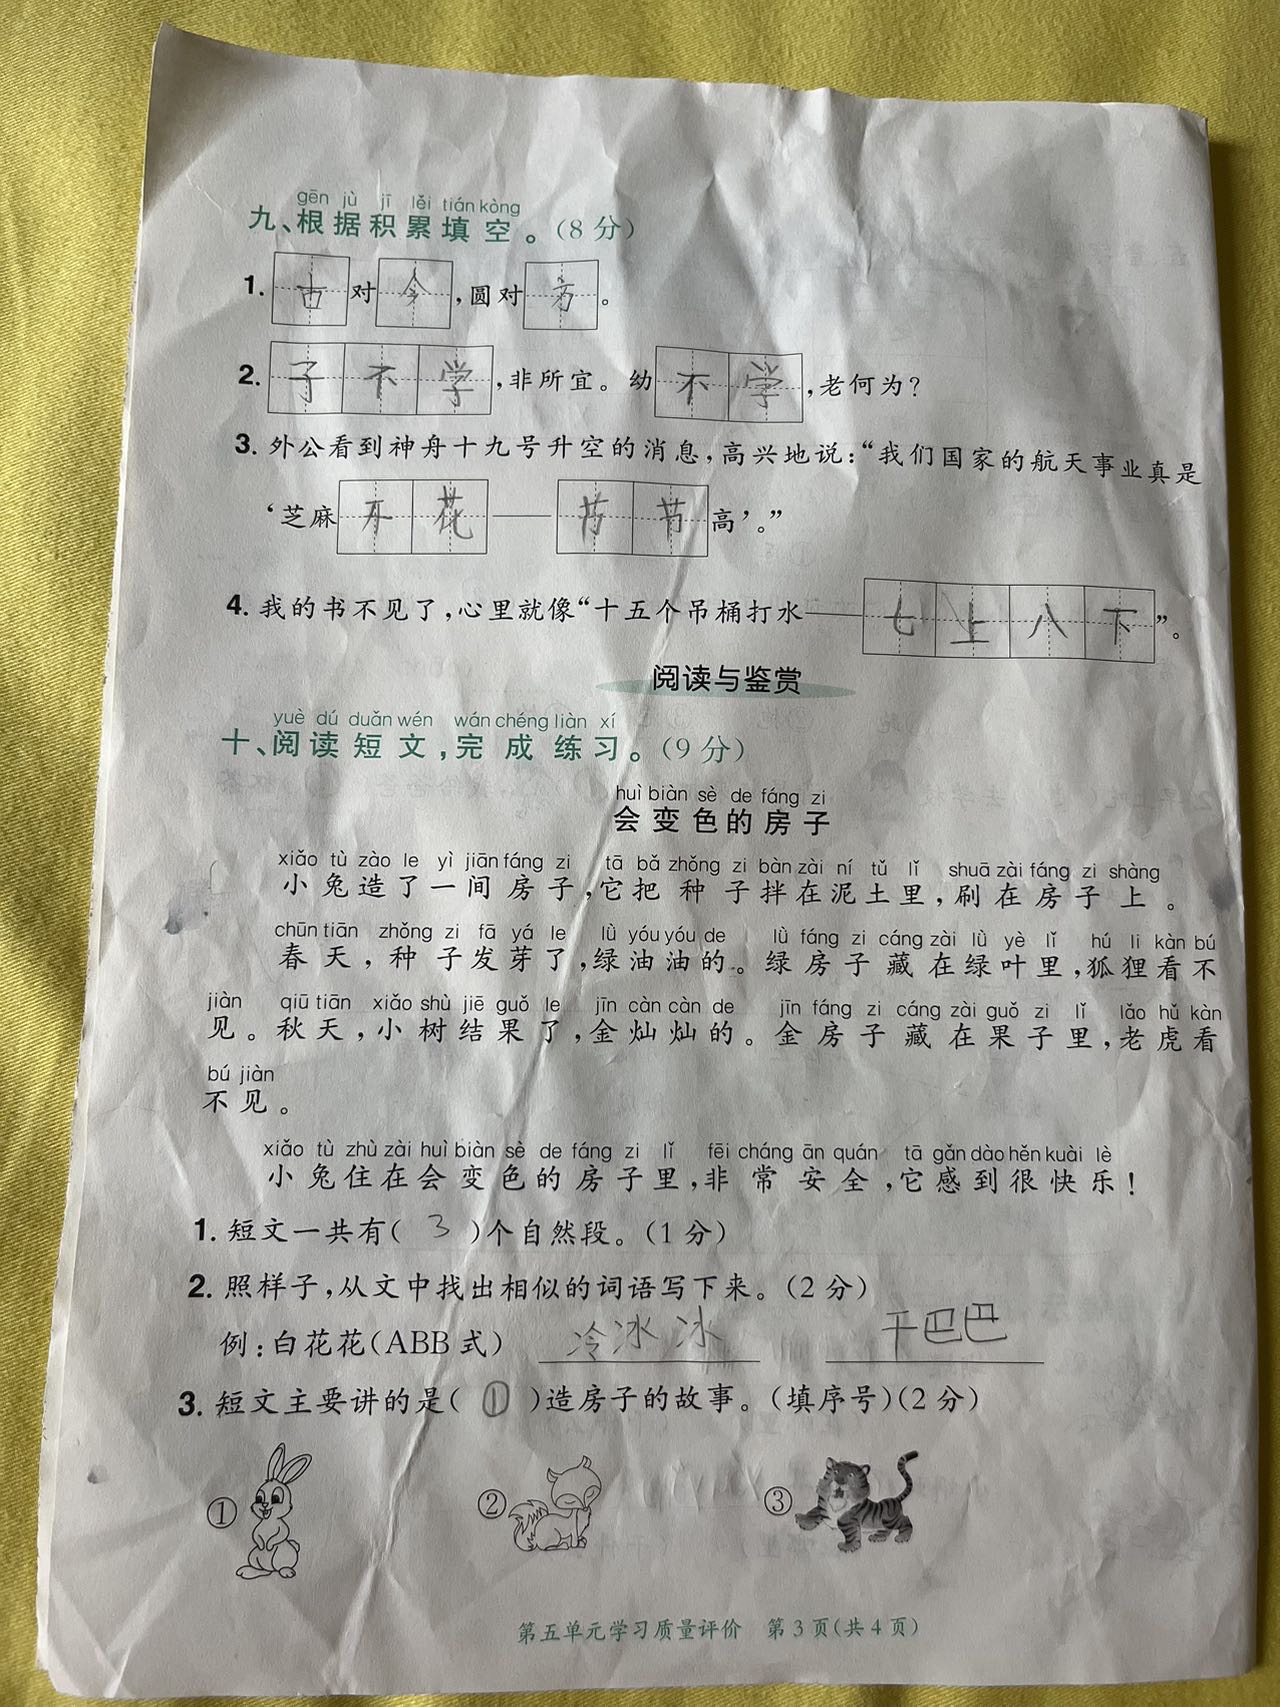 gēn jù jī lěi tián kòng
九、根据积累填空。(8分)
1. 古对今,圆对方。
2. 子不学,非所宜。幼不学,老何为?
3. 外公看到神舟十九号升空的消息,高兴地说:“我们国家的航天事业真是
‘芝麻开花——节节高’。”
4. 我的书不见了,心里就像“十五个吊桶打水——七上八下”。
阅读与鉴赏
yuè dú duǎn wén wán chéng liàn xí
十、阅读短文,完成练习。(9分)
huì biàn sè de fáng zi
会变色的房子
xiǎo tù zào le yì jiān fáng zi tā bǎ zhǒng zi bàn zài ní tǔ lǐ shuā zài fáng zi shàng
小兔造了一间房子,它把种子拌在泥土里,刷在房子上。
chūn tiān zhǒng zi fā yá le lǜ yóu yóu de lǜ fáng zi cáng zài lǜ yè lǐ hú li kàn bú
春天,种子发芽了,绿油油的。绿房子藏在绿叶里,狐狸看不
jiàn qiū tiān xiǎo shù jiē guǒ le jīn càn càn de jīn fáng zi cáng zài guǒ zi lǐ lǎo hǔ kàn
见。秋天,小树结果了,金灿灿的。金房子藏在果子里,老虎看
bú jiàn
不见。
xiǎo tù zhù zài huì biàn sè de fáng zi lǐ fēi cháng ān quán tā gǎn dào hěn kuài lè
小兔住在会变色的房子里,非常安全,它感到很快乐!
1. 短文一共有( 3 )个自然段。(1分)
2. 照样子,从文中找出相似的词语写下来。(2分)
例:白花花(ABB式) 冷冰冰 干巴巴
3. 短文主要讲的是( ① )造房子的故事。(填序号)(2分)
① ② ③
第五单元学习质量评价 第3页(共4页)